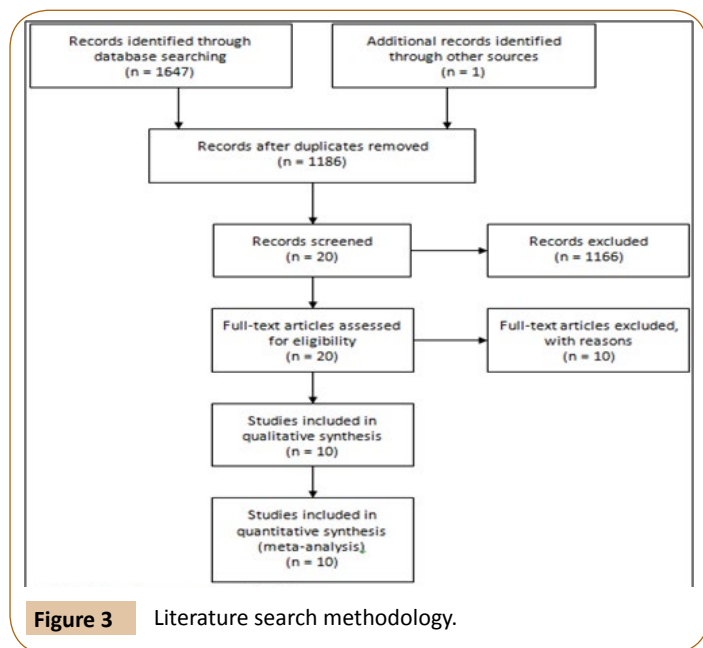 Records identified through
database searching
(n = 1647)
Additional records identified
through other sources
(n = 1)
Records after duplicates removed
(n = 1186)
Records screened
(n = 20)
Records excluded
(n = 1166)
Full-text articles assessed
for eligibility
(n = 20)
Full-text articles excluded,
with reasons
(n = 10)
Studies included in
qualitative synthesis
(n = 10)
Studies included in
quantitative synthesis
(meta-analysis)
(n = 10)
Figure 3 Literature search methodology.